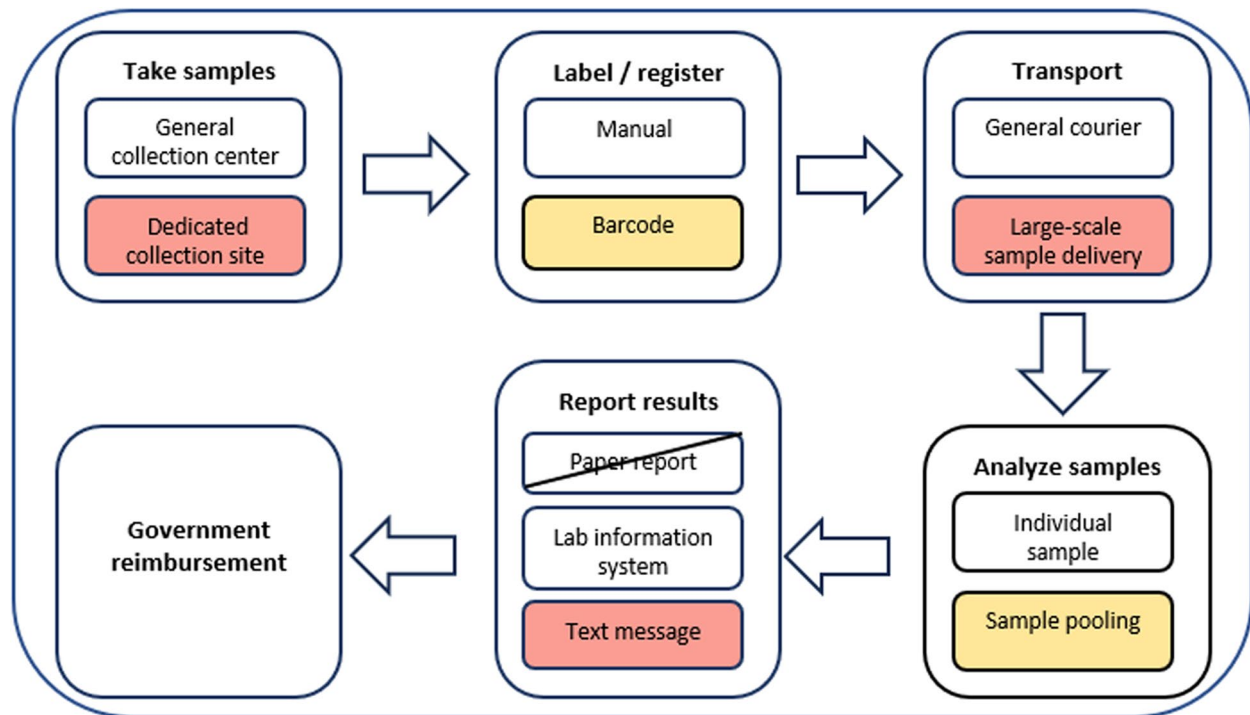 Take samples
General
collection center
Dedicated
collection site
Label / register
Manual
Barcode
Transport
General courier
Large-scale
sample delivery
Analyze samples
Individual
sample
Sample pooling
Report results
Paper report
Lab information
system
Text message
Government
reimbursement